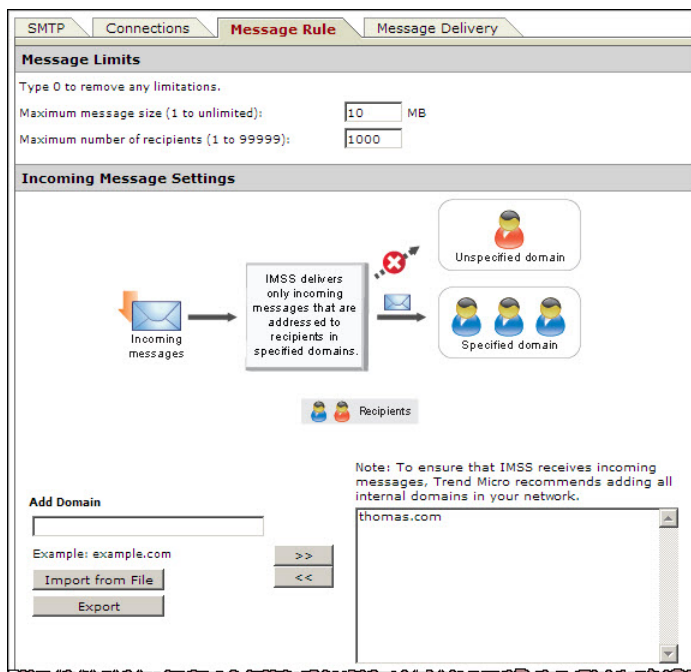 SMTP
Connections
Message Rule
Message Delivery
Message Limits
Type 0 to remove any limitations.
Maximum message size (1 to unlimited):
10
MB
Maximum number of recipients (1 to 99999):
1000
Incoming Message Settings
Incoming
messages
IMSS delivers
only incoming
messages that are
addressed to
recipients in
specified domains.
Unspecified domain
Specified domain
Recipients
Note: To ensure that IMSS receives incoming
messages, Trend Micro recommends adding all
internal domains in your network.
Add Domain
Example: example.com
Import from File
Export
>>
<<
thomas.com